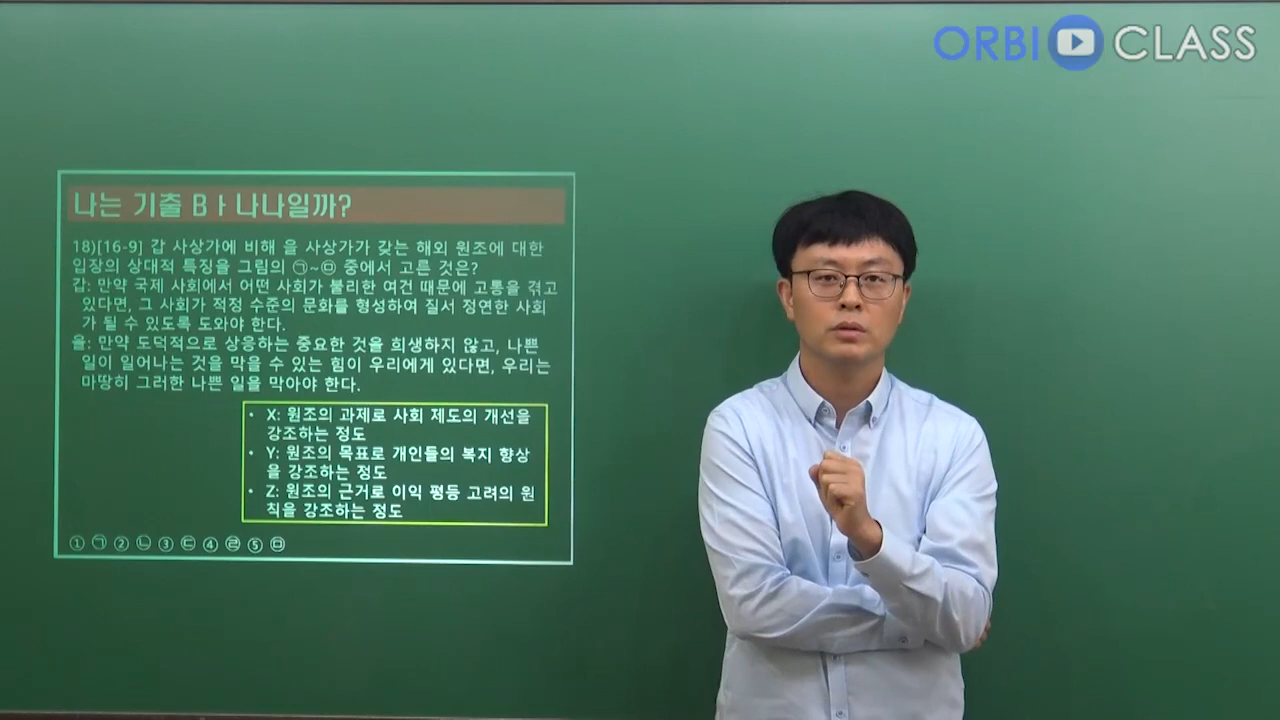 ORBI CLASS
나는 기출 Bㅏ나나일까?
18)[16-9] 갑 사상가에 비해 을 사상가가 갖는 해외 원조에 대한
입장의 상대적 특징을 그림의 ㉠~㉤ 중에서 고른 것은?
갑: 만약 국제 사회에서 어떤 사회가 불리한 여건 때문에 고통을 겪고
있다면, 그 사회가 적정 수준의 문화를 형성하여 질서 정연한 사회
가 될 수 있도록 도와야 한다.
을: 만약 도덕적으로 상응하는 중요한 것을 희생하지 않고, 나쁜
일이 일어나는 것을 막을 수 있는 힘이 우리에게 있다면, 우리는
마땅히 그러한 나쁜 일을 막아야 한다.
• X: 원조의 과제로 사회 제도의 개선을
강조하는 정도
• Y: 원조의 목표로 개인들의 복지 향상
을 강조하는 정도
• Z: 원조의 근거로 이익 평등 고려의 원
칙을 강조하는 정도
① ㉠ ② ㉡ ③ ㉢ ④ ㉣ ⑤ ㉤